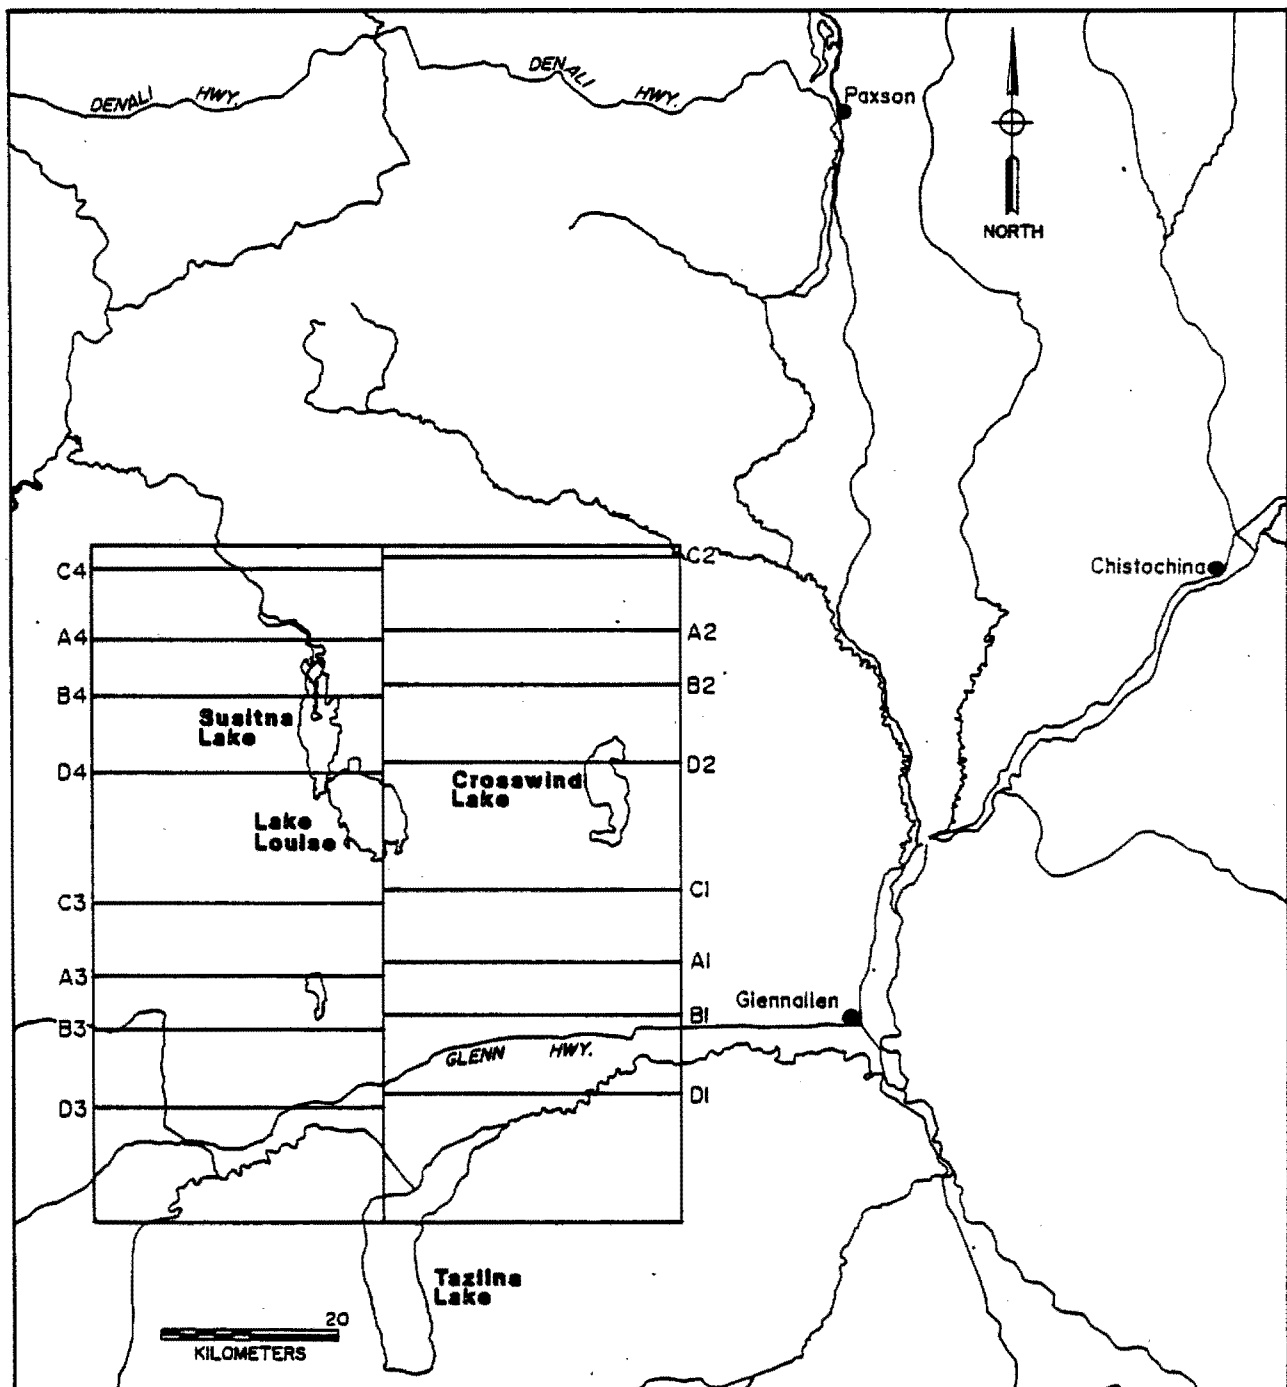 DENALI HWY.
DENALI HWY.
Paxson
NORTH
C2
C4
Chistochina
A4
A2
B4
B2
Susitna
Lake
D4
D2
Crosswind
Lake
Lake
Louise
C3
C1
A3
A1
Glennallen
B3
B1
GLENN HWY.
D3
D1
Tazlina
Lake
20
KILOMETERS